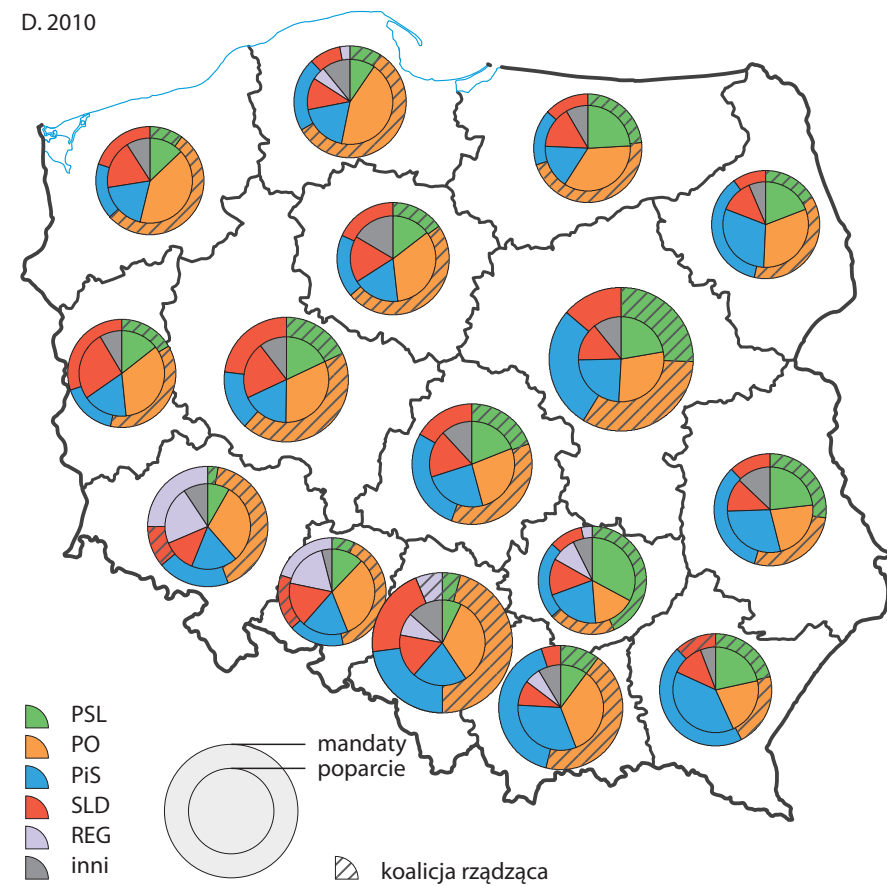 D. 2010
PSL
PO
PiS
SLD
REG
inni
mandaty
poparcie
koalicja rządząca